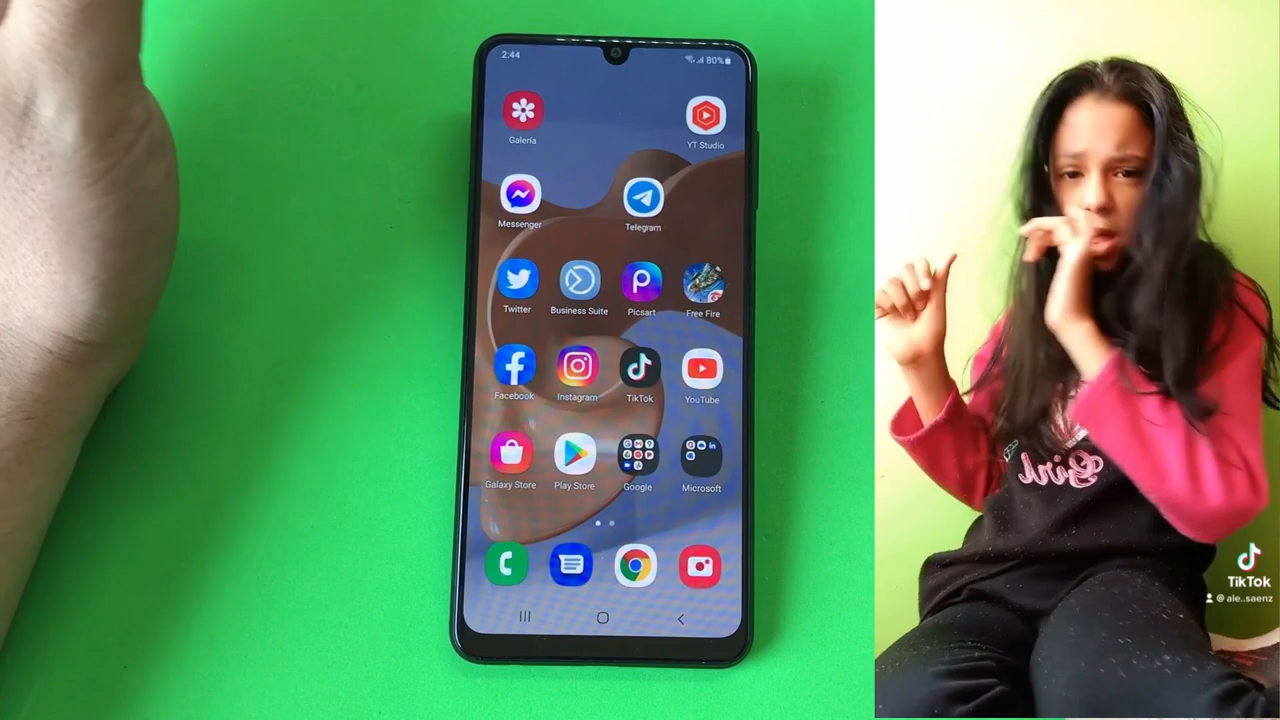 2:44
80%
Galería
YT Studio
Messenger
Telegram
Twitter
Business Suite
Picsart
Free Fire
Facebook
Instagram
TikTok
YouTube
Galaxy Store
Play Store
Google
Microsoft
Girl
TikTok
@ ale..saenz